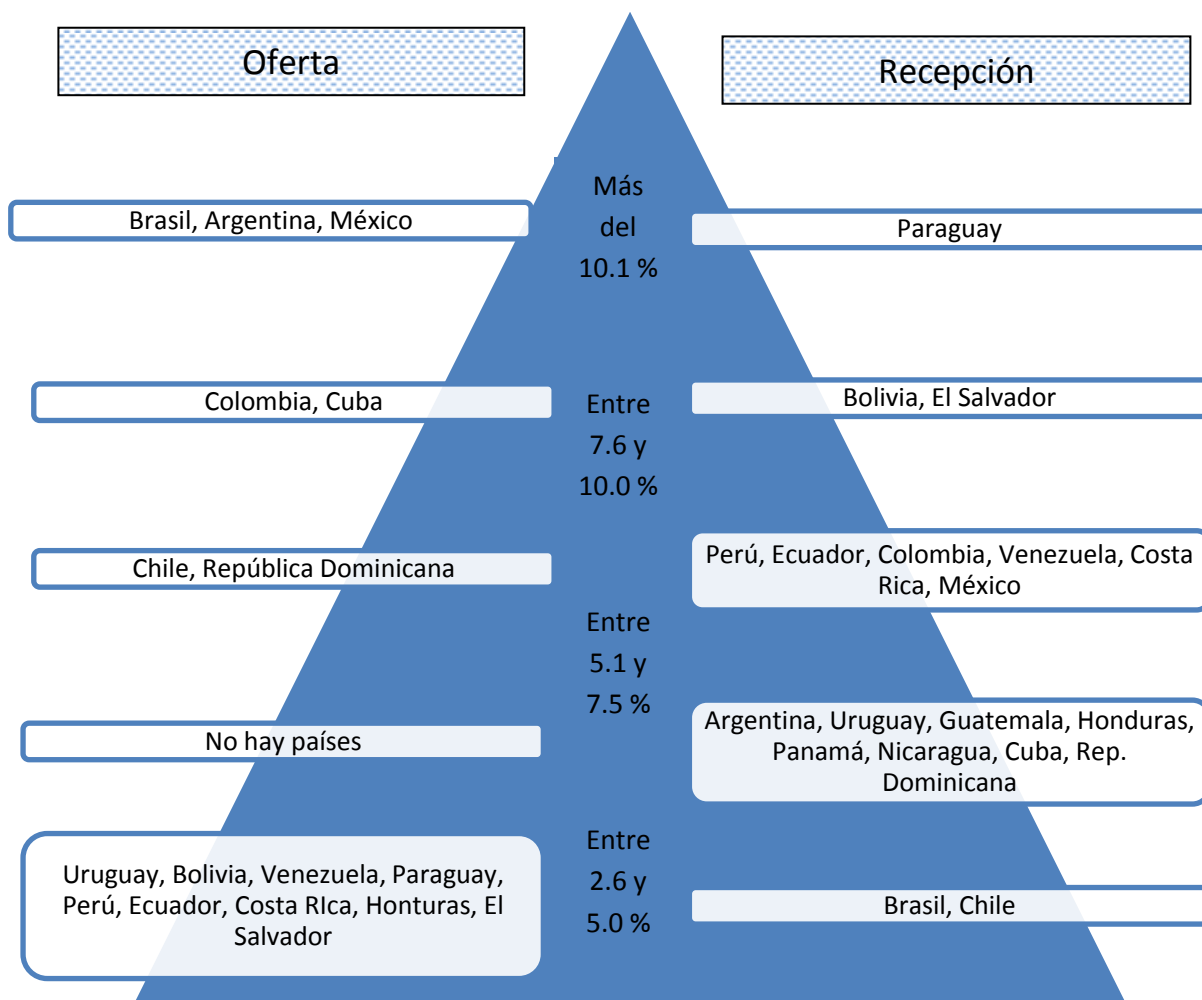 Oferta
Recepción
Más
del
10.1 %
Brasil, Argentina, México
Paraguay
Colombia, Cuba
Bolivia, El Salvador
Entre
7.6 y
10.0 %
Chile, República Dominicana
Perú, Ecuador, Colombia, Venezuela, Costa
Rica, México
Entre
5.1 y
7.5 %
No hay países
Argentina, Uruguay, Guatemala, Honduras,
Panamá, Nicaragua, Cuba, Rep.
Dominicana
Entre
2.6 y
5.0 %
Uruguay, Bolivia, Venezuela, Paraguay,
Perú, Ecuador, Costa RIca, Honturas, El
Salvador
Brasil, Chile